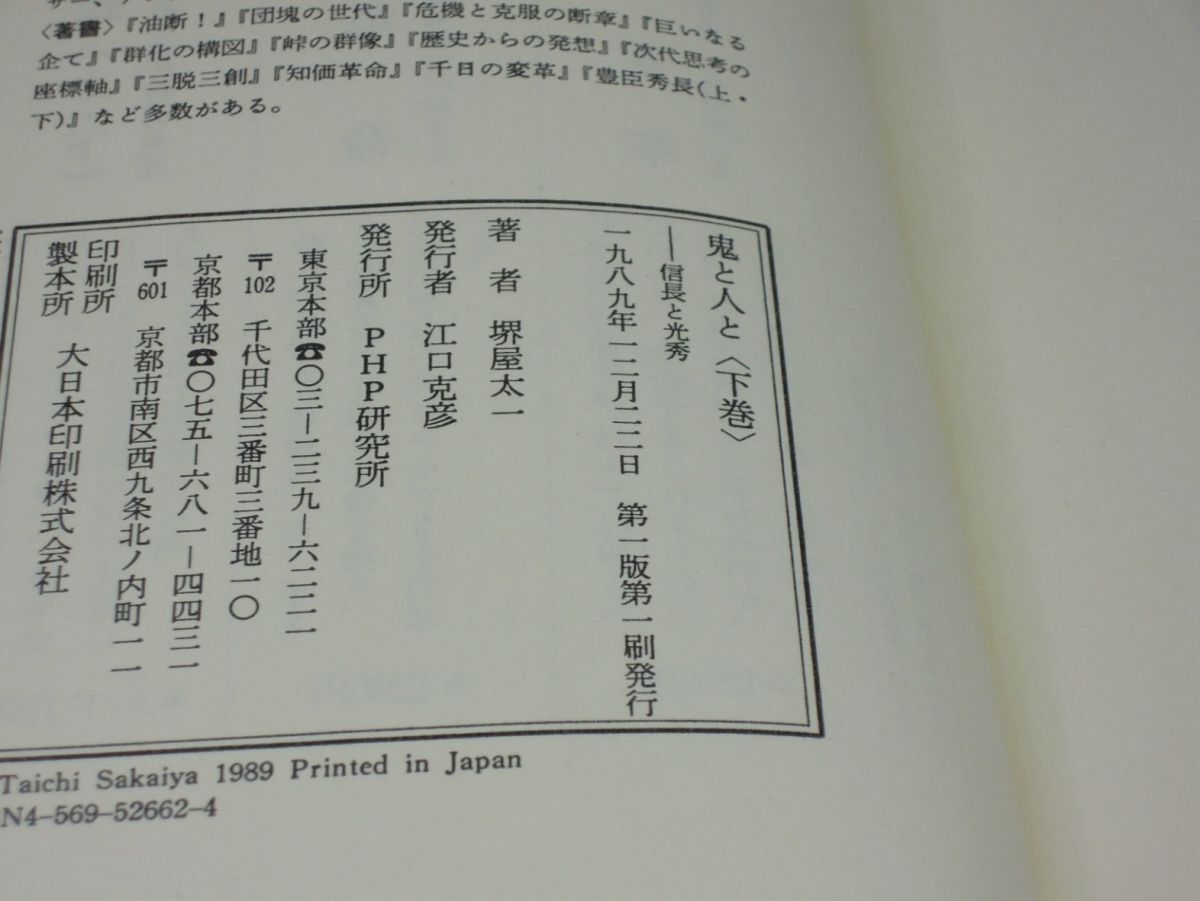 〈著書〉『油断！』『団塊の世代』『危機と克服の断章』『巨いなる
企て』『群化の構図』『峠の群像』『歴史からの発想』『次代思考の
座標軸』『三脱三創』『知価革命』『千日の変革』『豊臣秀長(上・
下)』など多数がある。
鬼と人と〈下巻〉
――信長と光秀
一九八九年一二月二二日　第一版第一刷発行
著　者　堺屋太一
発行者　江口克彦
発行所　PHP研究所
東京本部☎〇三―二三九―六二二一
〒102　千代田区三番町三番地一〇
京都本部☎〇七五―六八一―四四三一
〒601　京都市南区西九条北ノ内町一一
印刷所
製本所　大日本印刷株式会社
Taichi Sakaiya 1989 Printed in Japan
N4-569-52662-4